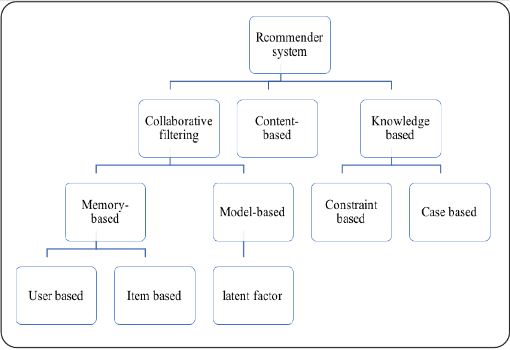 Rcommender
system
Collaborative
filtering
Content-
based
Knowledge
based
Memory-
based
Model-based
Constraint
based
Case based
User based
Item based
latent factor